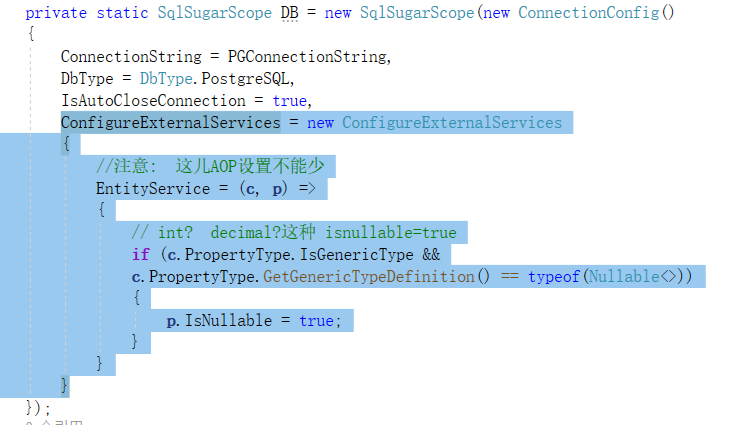 private static SqlSugarScope DB = new SqlSugarScope(new ConnectionConfig()
{
ConnectionString = PGConnectionString,
DbType = DbType.PostgreSQL,
IsAutoCloseConnection = true,
ConfigureExternalServices = new ConfigureExternalServices
{
//注意: 这儿AOP设置不能少
EntityService = (c, p) =>
{
// int? decimal?这种 isnullable=true
if (c.PropertyType.IsGenericType &&
c.PropertyType.GetGenericTypeDefinition() == typeof(Nullable<>))
{
p.IsNullable = true;
}
}
}
});